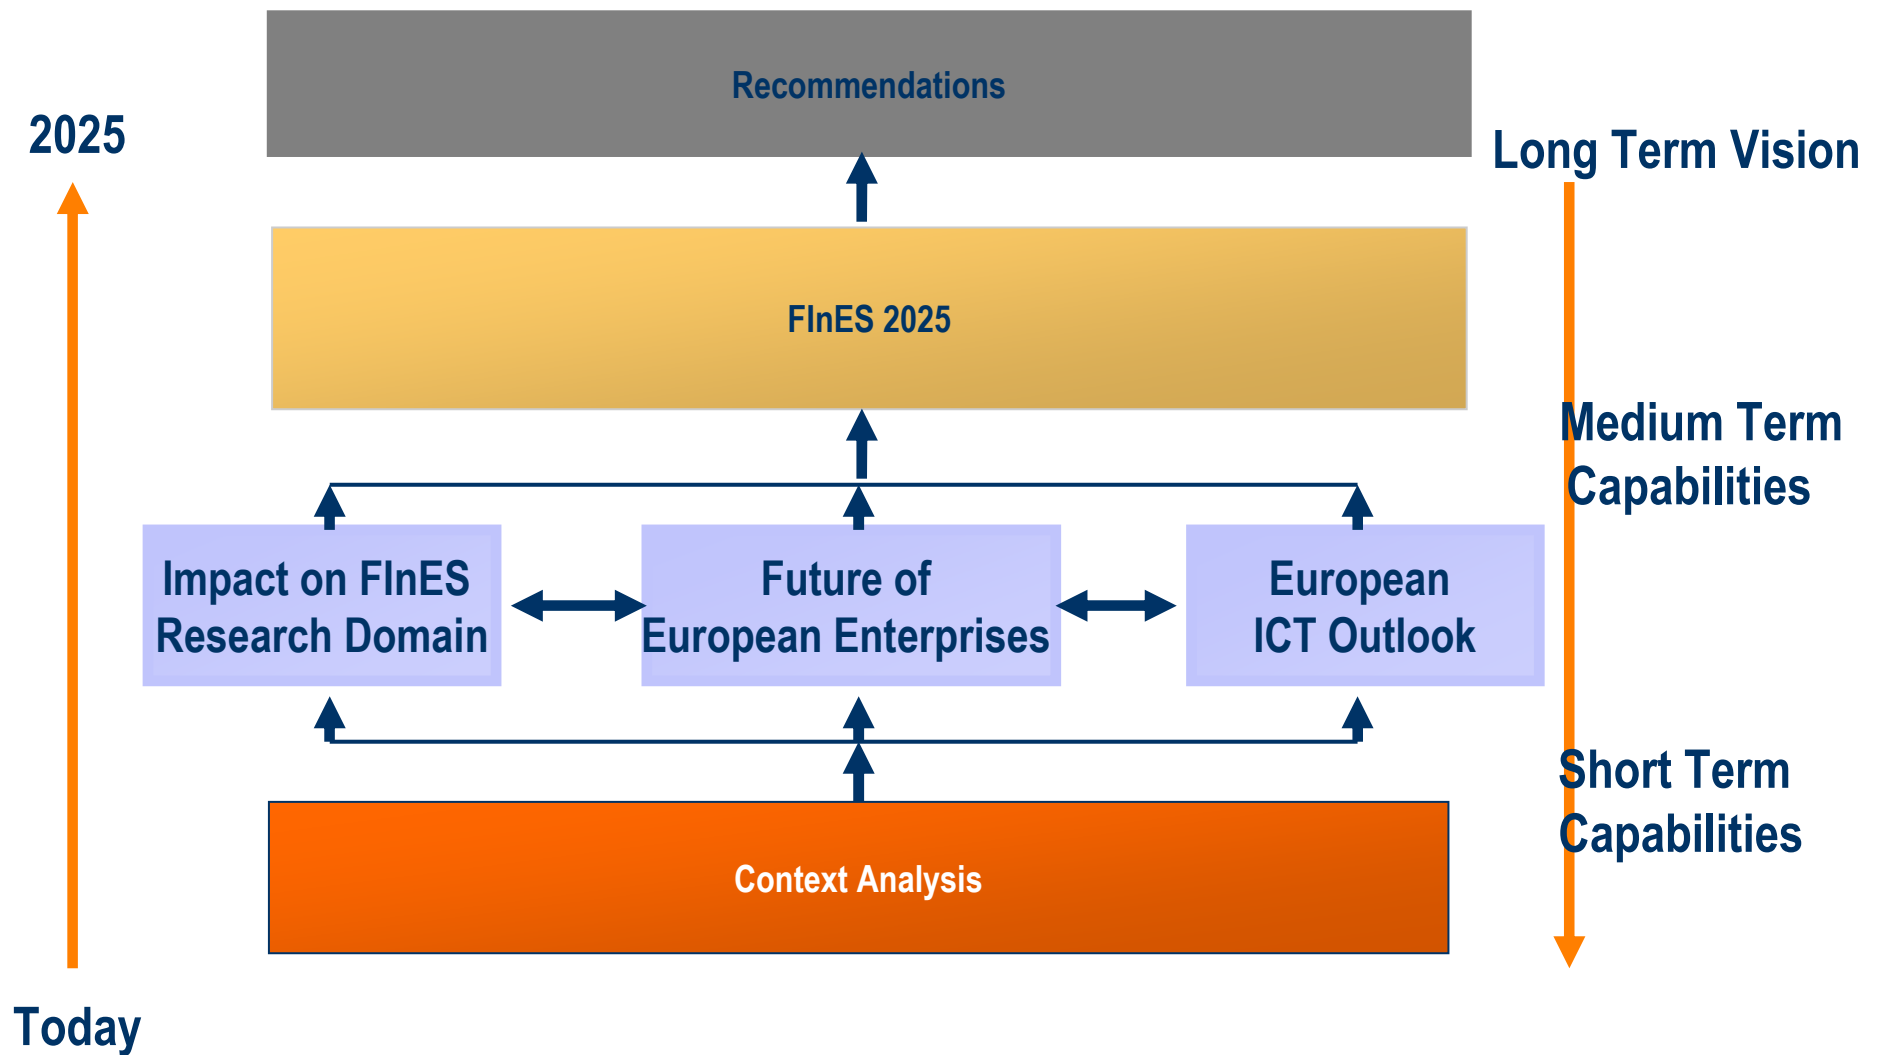 Recommendations
2025
Long Term Vision
FInES 2025
Medium Term
Capabilities
Impact on FInES
Research Domain
Future of
European Enterprises
European
ICT Outlook
Short Term
Capabilities
Context Analysis
Today